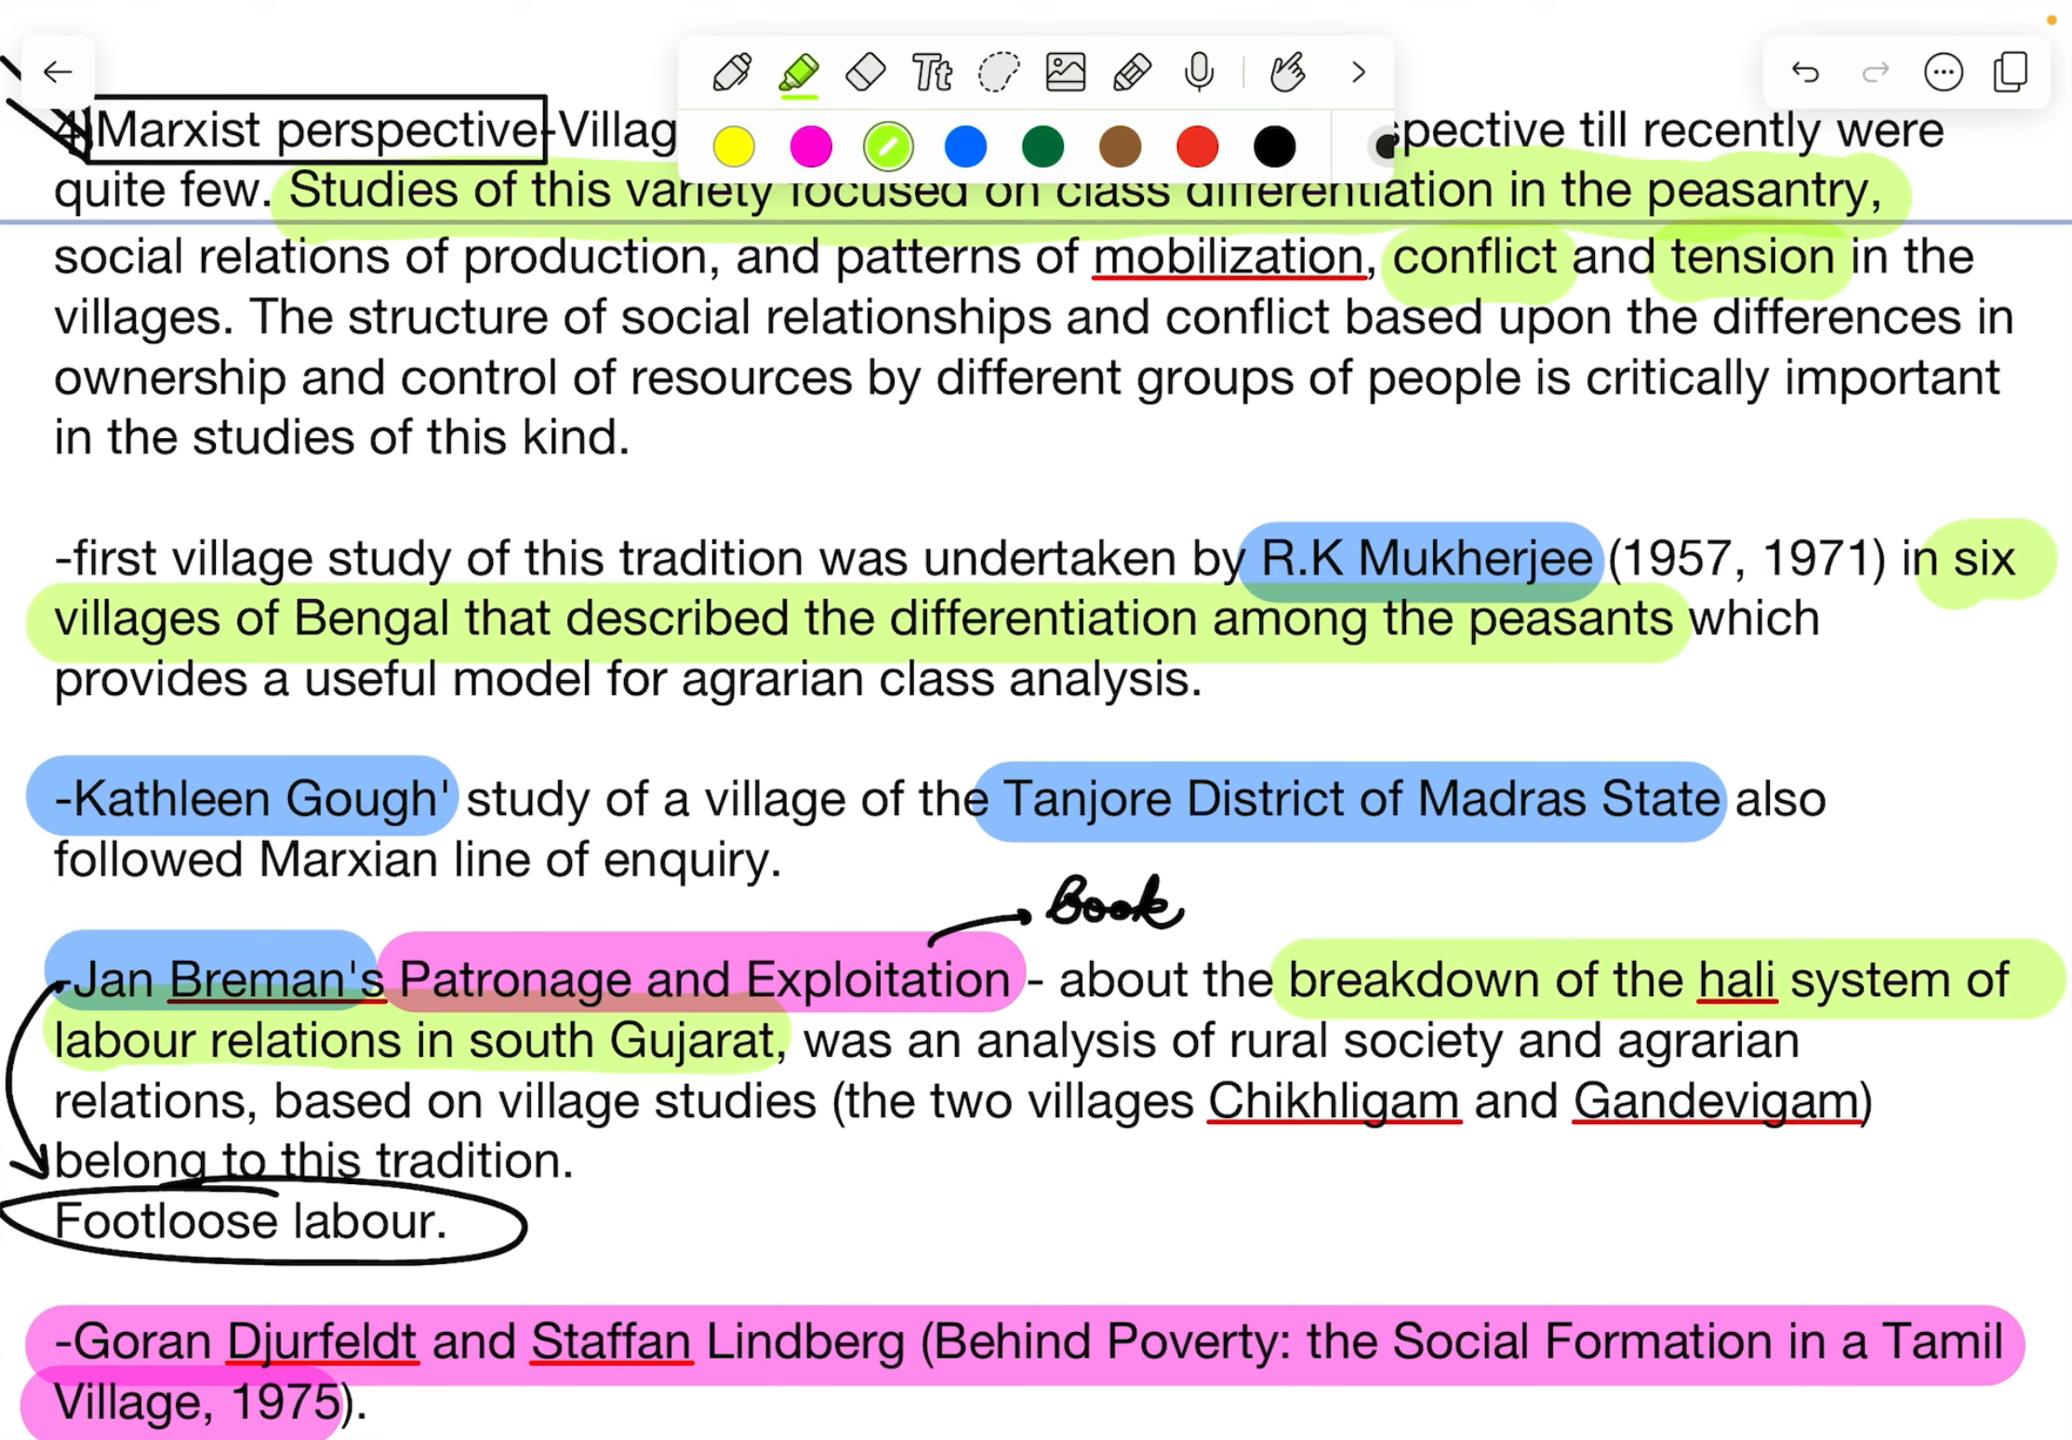 Tt
4)Marxist perspective-Villag spective till recently were
quite few. Studies of this variety focused on class differentiation in the peasantry,
social relations of production, and patterns of mobilization, conflict and tension in the
villages. The structure of social relationships and conflict based upon the differences in
ownership and control of resources by different groups of people is critically important
in the studies of this kind.
-first village study of this tradition was undertaken by R.K Mukherjee (1957, 1971) in six
villages of Bengal that described the differentiation among the peasants which
provides a useful model for agrarian class analysis.
-Kathleen Gough' study of a village of the Tanjore District of Madras State also
followed Marxian line of enquiry.
Book
-Jan Breman's Patronage and Exploitation - about the breakdown of the hali system of
labour relations in south Gujarat, was an analysis of rural society and agrarian
relations, based on village studies (the two villages Chikhligam and Gandevigam)
belong to this tradition.
Footloose labour.
-Goran Djurfeldt and Staffan Lindberg (Behind Poverty: the Social Formation in a Tamil
Village, 1975).